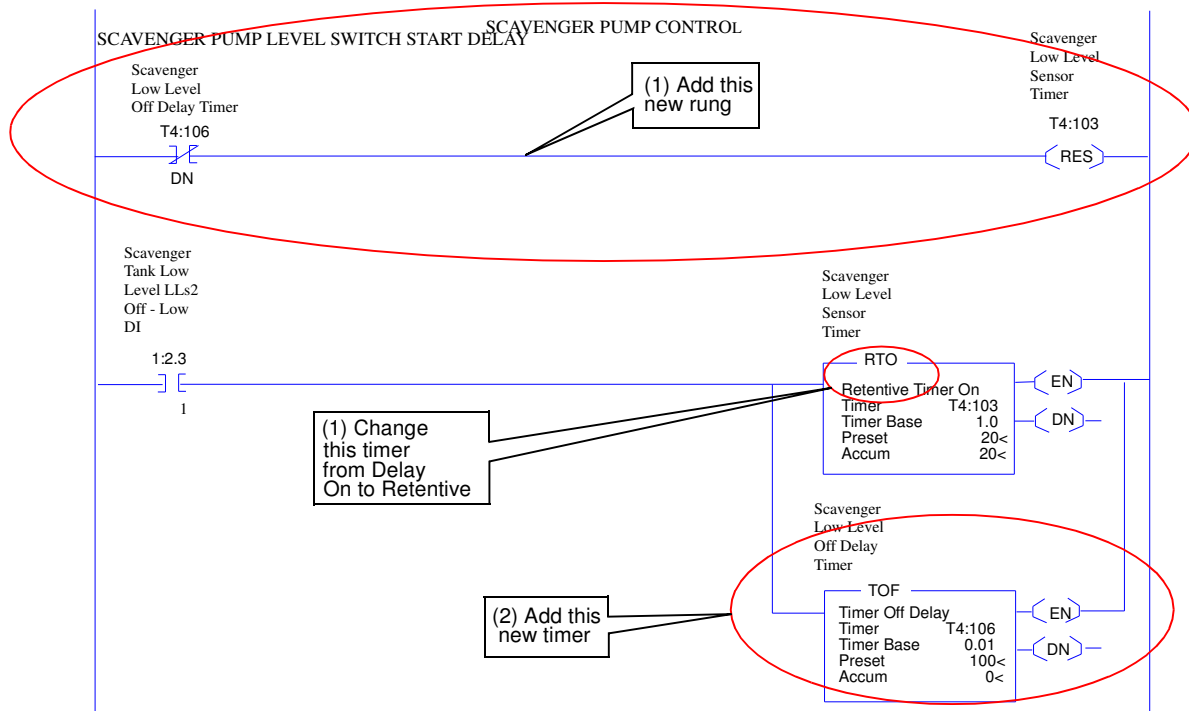 SCAVENGER PUMP CONTROL
SCAVENGER PUMP LEVEL SWITCH START DELAY
Scavenger
Low Level
Off Delay Timer
T4:106
DN
(1) Add this
new rung
Scavenger
Low Level
Sensor
Timer
T4:103
RES
Scavenger
Tank Low
Level LLs2
Off - Low
DI
1:2.3
1
(1) Change
this timer
from Delay
On to Retentive
Scavenger
Low Level
Sensor
Timer
RTO
Retentive Timer On
Timer T4:103
Timer Base 1.0
Preset 20<
Accum 20<
EN
DN
(2) Add this
new timer
Scavenger
Low Level
Off Delay
Timer
TOF
Timer Off Delay
Timer T4:106
Timer Base 0.01
Preset 100<
Accum 0<
EN
DN